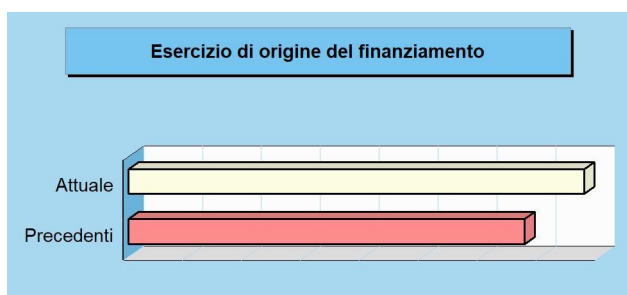 Esercizio di origine del finanziamento
Attuale
Precedenti